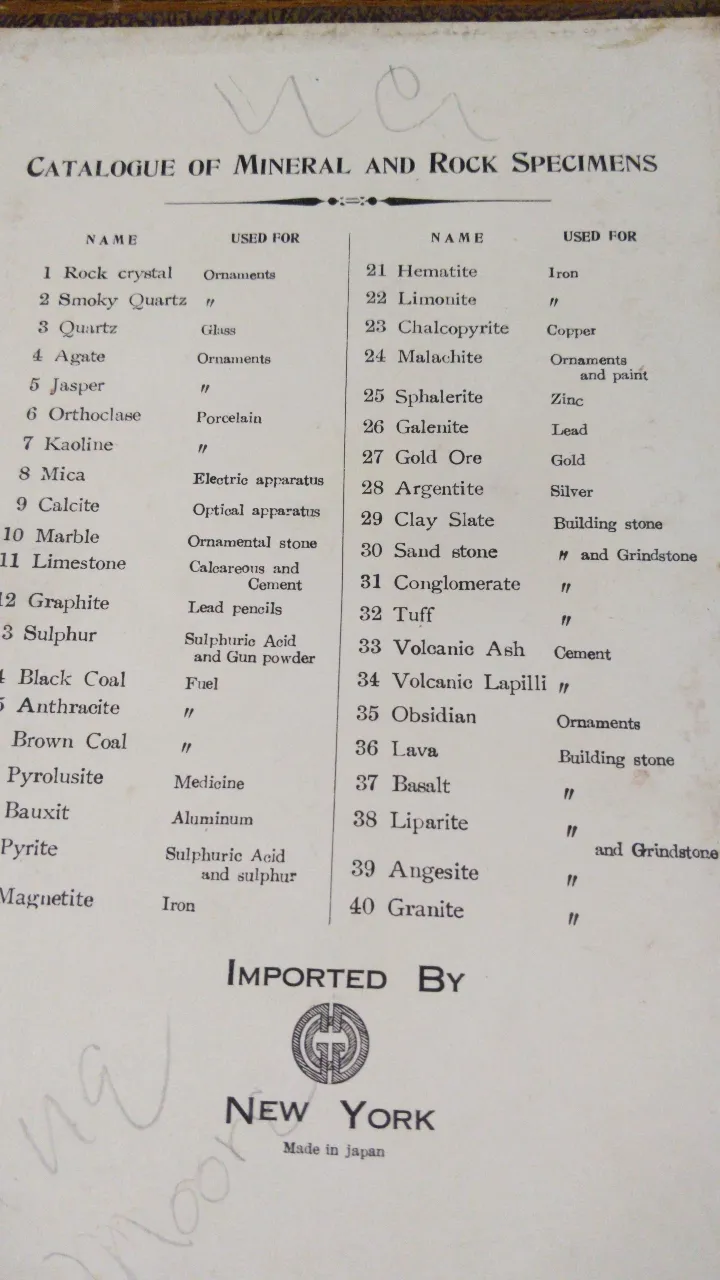 CATALOGUE OF MINERAL AND ROCK SPECIMENS
NAME USED FOR
1 Rock crystal Ornaments
2 Smoky Quartz "
3 Quartz Glass
4 Agate Ornaments
5 Jasper "
6 Orthoclase Porcelain
7 Kaoline "
8 Mica Electric apparatus
9 Calcite Optical apparatus
10 Marble Ornamental stone
11 Limestone Calcareous and
Cement
12 Graphite Lead pencils
3 Sulphur Sulphuric Acid
and Gun powder
4 Black Coal Fuel
5 Anthracite "
Brown Coal "
Pyrolusite Medicine
Bauxit Aluminum
Pyrite Sulphuric Acid
and sulphur
Magnetite Iron
NAME USED FOR
21 Hematite Iron
22 Limonite "
23 Chalcopyrite Copper
24 Malachite Ornaments
and paint
25 Sphalerite Zinc
26 Galenite Lead
27 Gold Ore Gold
28 Argentite Silver
29 Clay Slate Building stone
30 Sand stone " and Grindstone
31 Conglomerate "
32 Tuff "
33 Volcanic Ash Cement
34 Volcanic Lapilli "
35 Obsidian Ornaments
36 Lava Building stone
37 Basalt "
38 Liparite "
and Grindstone
39 Angesite "
40 Granite "
IMPORTED BY
NEW YORK
Made in japan